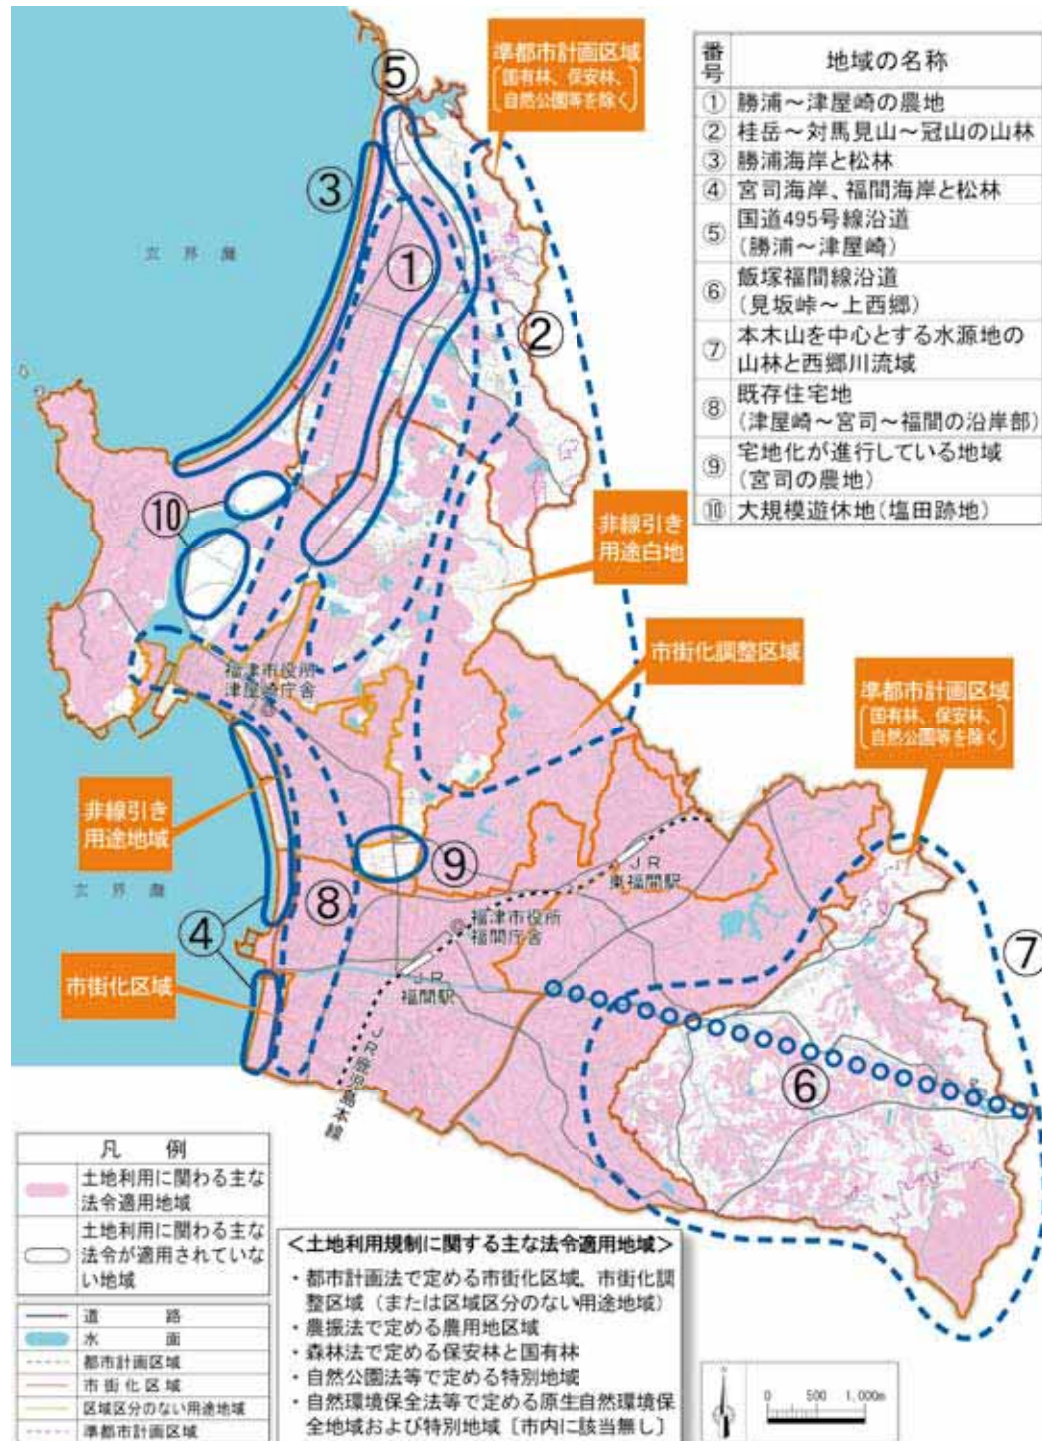 準都市計画区域
国有林、保安林、
自然公園等を除く
番号
地域の名称
① 勝浦～津屋崎の農地
② 桂岳～対馬見山～冠山の山林
③ 勝浦海岸と松林
④ 宮司海岸、福間海岸と松林
⑤ 国道495号線沿道
(勝浦～津屋崎)
⑥ 飯塚福間線沿道
(見坂峠～上西郷)
⑦ 本木山を中心とする水源地の
山林と西郷川流域
⑧ 既存住宅地
(津屋崎～宮司～福間の沿岸部)
⑨ 宅地化が進行している地域
(宮司の農地)
⑩ 大規模遊休地(塩田跡地)
⑤
③
玄界灘
①
②
⑩
非線引き
用途白地
市街化調整区域
福津市役所
津屋崎庁舎
準都市計画区域
国有林、保安林、
自然公園等を除く
非線引き
用途地域
玄界灘
⑨
JR
東福間駅
⑧
④
福津市役所
福間庁舎
⑦
市街化区域
JR
福間駅
JR鹿児島本線
⑥
凡 例
土地利用に関わる主な
法令適用地域
土地利用に関わる主な
法令が適用されていな
い地域
道 路
水 面
都市計画区域
市街化区域
区域区分のない用途地域
準都市計画区域
＜土地利用規制に関する主な法令適用地域＞
・都市計画法で定める市街化区域、市街化調
整区域（または区域区分のない用途地域）
・農振法で定める農用地区域
・森林法で定める保安林と国有林
・自然公園法等で定める特別地域
・自然環境保全法等で定める原生自然環境保
全地域および特別地域〔市内に該当無し〕
0 500 1,000m